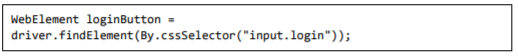 WebElement loginButton =
driver.findElement(By.cssSelector("input.login"));